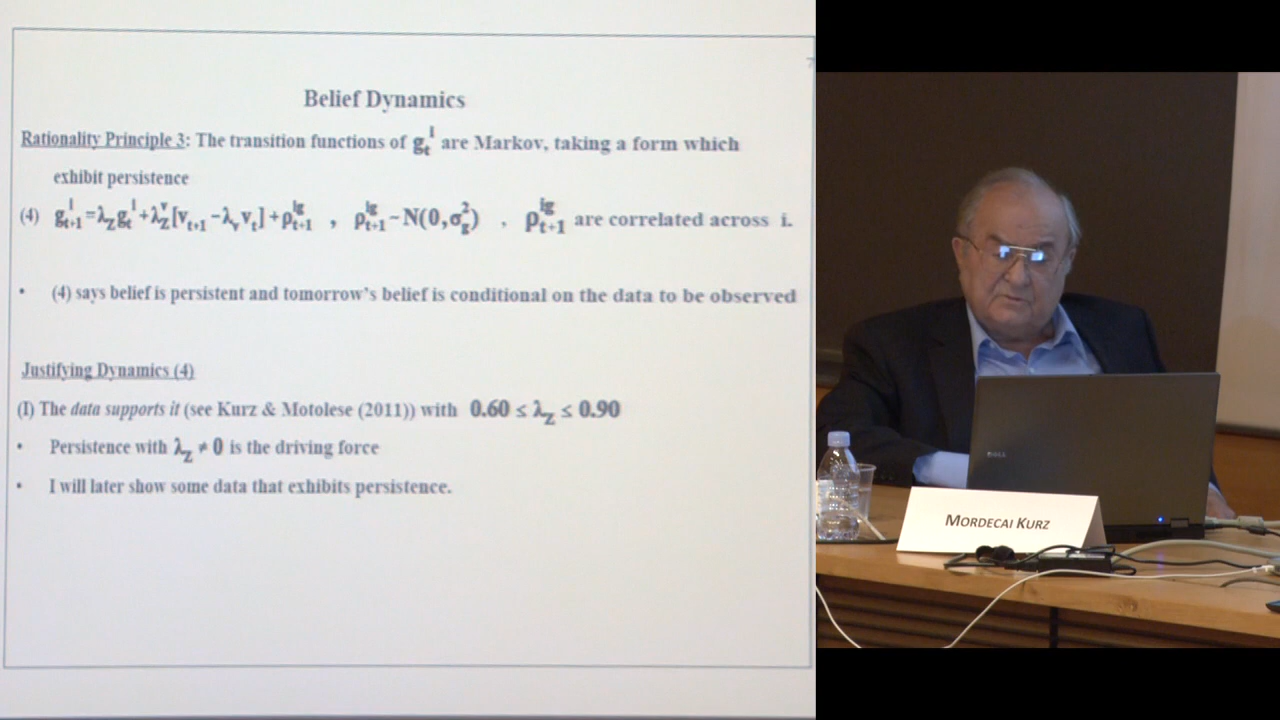 7
Belief Dynamics
Rationality Principle 3: The transition functions of g_t^i are Markov, taking a form which
exhibit persistence
(4) g_{t+1}^i=λ_Z g_t^i+λ_Z^v[v_{t+1}-λ_v v_t]+ρ_{t+1}^{ig} , ρ_{t+1}^{ig}~N(0,σ_g^2) , ρ_{t+1}^{ig} are correlated across i.
• (4) says belief is persistent and tomorrow's belief is conditional on the data to be observed
Justifying Dynamics (4)
(I) The data supports it (see Kurz & Motolese (2011)) with 0.60 ≤ λ_Z ≤ 0.90
• Persistence with λ_Z ≠ 0 is the driving force
• I will later show some data that exhibits persistence.
DELL
MORDECAI KURZ